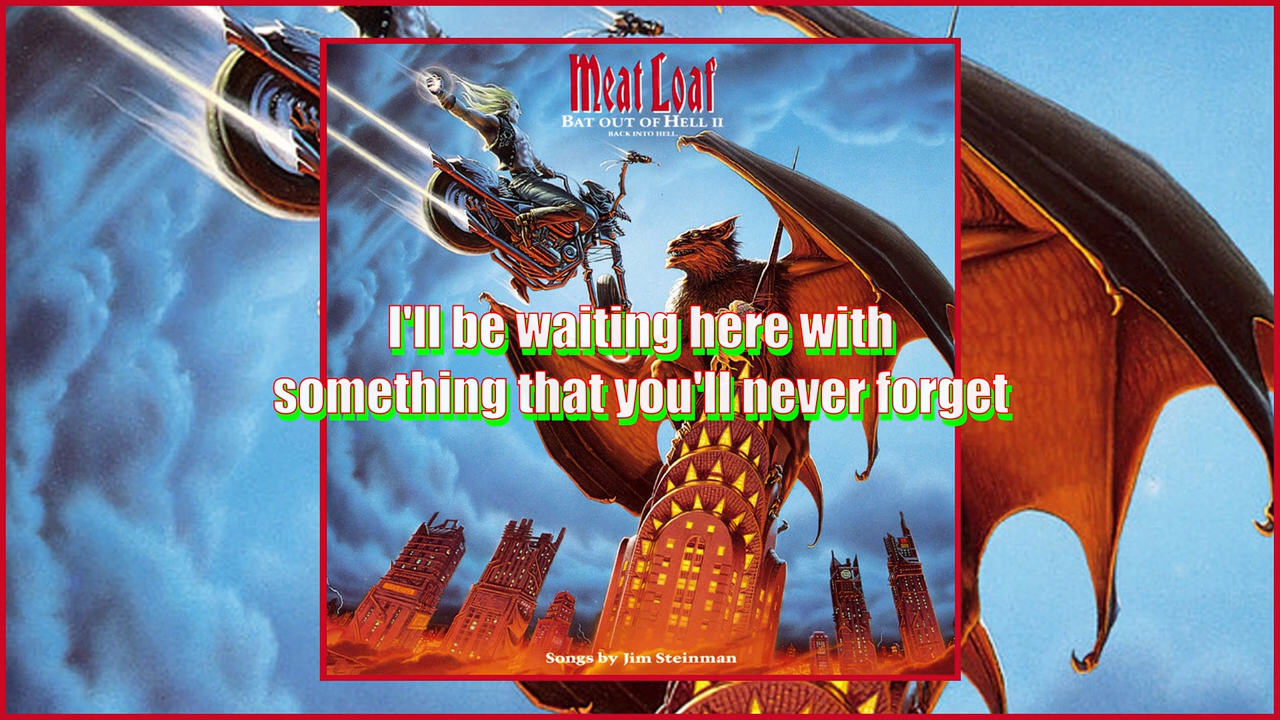 Meat Loaf
BAT OUT OF HELL II
BACK INTO HELL.
I'll be waiting here with
something that you'll never forget
Songs by Jim Steinman